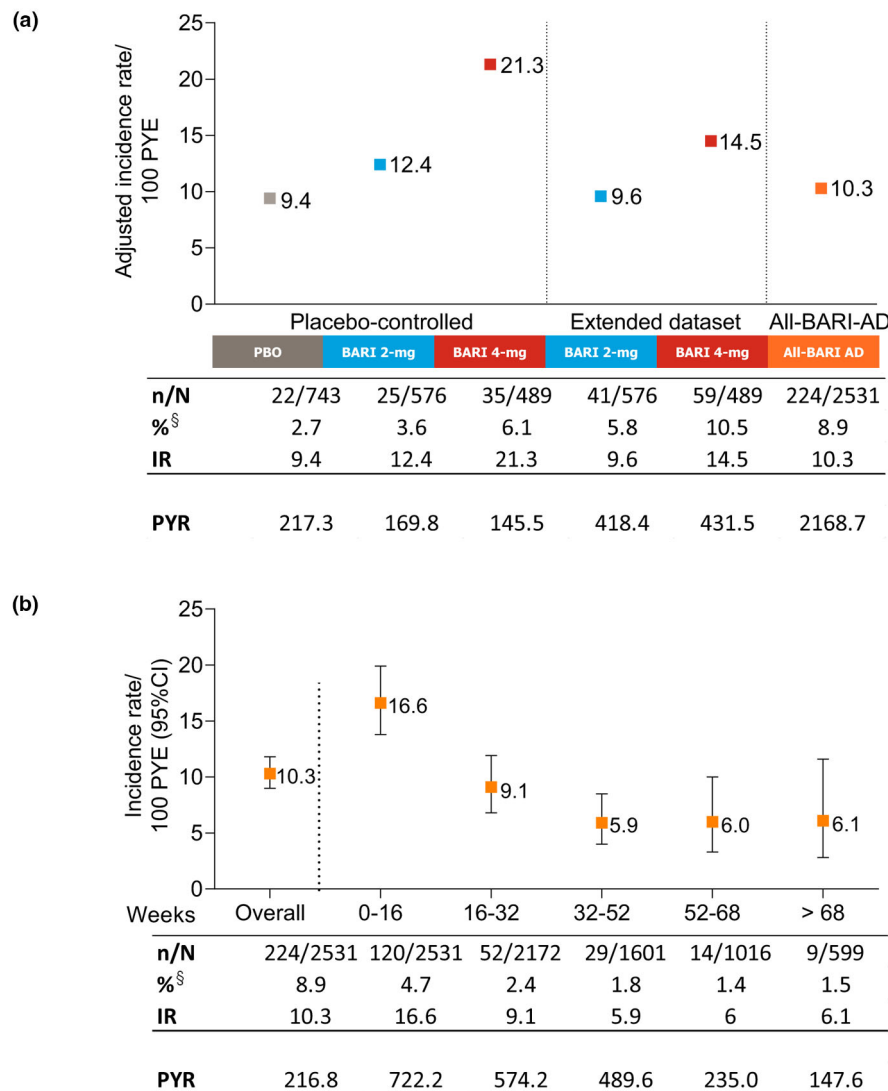 (a)
Adjusted incidence rate/
100 PYE
25
20
15
10
5
0
9.4
12.4
21.3
9.6
14.5
10.3
Placebo-controlled Extended dataset All-BARI-AD
PBO BARI 2-mg BARI 4-mg BARI 2-mg BARI 4-mg All-BARI AD
n/N 22/743 25/576 35/489 41/576 59/489 224/2531
%§ 2.7 3.6 6.1 5.8 10.5 8.9
IR 9.4 12.4 21.3 9.6 14.5 10.3
PYR 217.3 169.8 145.5 418.4 431.5 2168.7
(b)
Incidence rate/
100 PYE (95%CI)
25
20
15
10
5
0
10.3
16.6
9.1
5.9
6.0
6.1
Weeks Overall 0-16 16-32 32-52 52-68 > 68
n/N 224/2531 120/2531 52/2172 29/1601 14/1016 9/599
%§ 8.9 4.7 2.4 1.8 1.4 1.5
IR 10.3 16.6 9.1 5.9 6 6.1
PYR 216.8 722.2 574.2 489.6 235.0 147.6